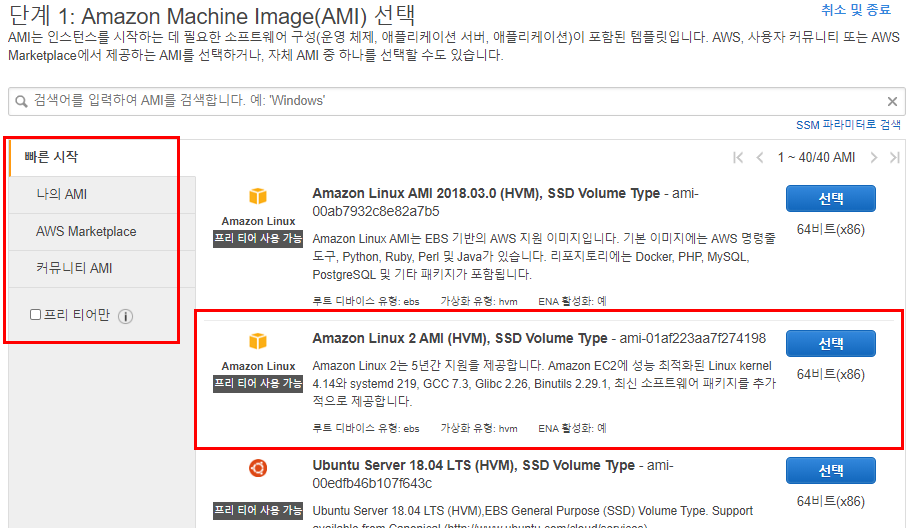 단계 1: Amazon Machine Image(AMI) 선택
취소 및 종료
AMI는 인스턴스를 시작하는 데 필요한 소프트웨어 구성(운영 체제, 애플리케이션 서버, 애플리케이션)이 포함된 템플릿입니다. AWS, 사용자 커뮤니티 또는 AWS
Marketplace에서 제공하는 AMI를 선택하거나, 자체 AMI 중 하나를 선택할 수도 있습니다.
검색어를 입력하여 AMI를 검색합니다. 예: 'Windows'
SSM 파라미터로 검색
빠른 시작
나의 AMI
AWS Marketplace
커뮤니티 AMI
프리 티어만
1 ~ 40/40 AMI
Amazon Linux
프리 티어 사용 가능
Amazon Linux AMI 2018.03.0 (HVM), SSD Volume Type - ami-
00ab7932c8e82a7b5
Amazon Linux AMI는 EBS 기반의 AWS 지원 이미지입니다. 기본 이미지에는 AWS 명령줄
도구, Python, Ruby, Perl 및 Java가 있습니다. 리포지토리에는 Docker, PHP, MySQL,
PostgreSQL 및 기타 패키지가 포함됩니다.
루트 디바이스 유형: ebs 가상화 유형: hvm ENA 활성화: 예
선택
64비트(x86)
Amazon Linux
프리 티어 사용 가능
Amazon Linux 2 AMI (HVM), SSD Volume Type - ami-01af223aa7f274198
Amazon Linux 2는 5년간 지원을 제공합니다. Amazon EC2에 성능 최적화된 Linux kernel
4.14와 systemd 219, GCC 7.3, Glibc 2.26, Binutils 2.29.1, 최신 소프트웨어 패키지를 추가
적으로 제공합니다.
루트 디바이스 유형: ebs 가상화 유형: hvm ENA 활성화: 예
선택
64비트(x86)
프리 티어 사용 가능
Ubuntu Server 18.04 LTS (HVM), SSD Volume Type - ami-
00edfb46b107f643c
Ubuntu Server 18.04 LTS (HVM),EBS General Purpose (SSD) Volume Type. Support
available from Canonical (http://www.ubuntu.com/cloud/services).
선택
64비트(x86)